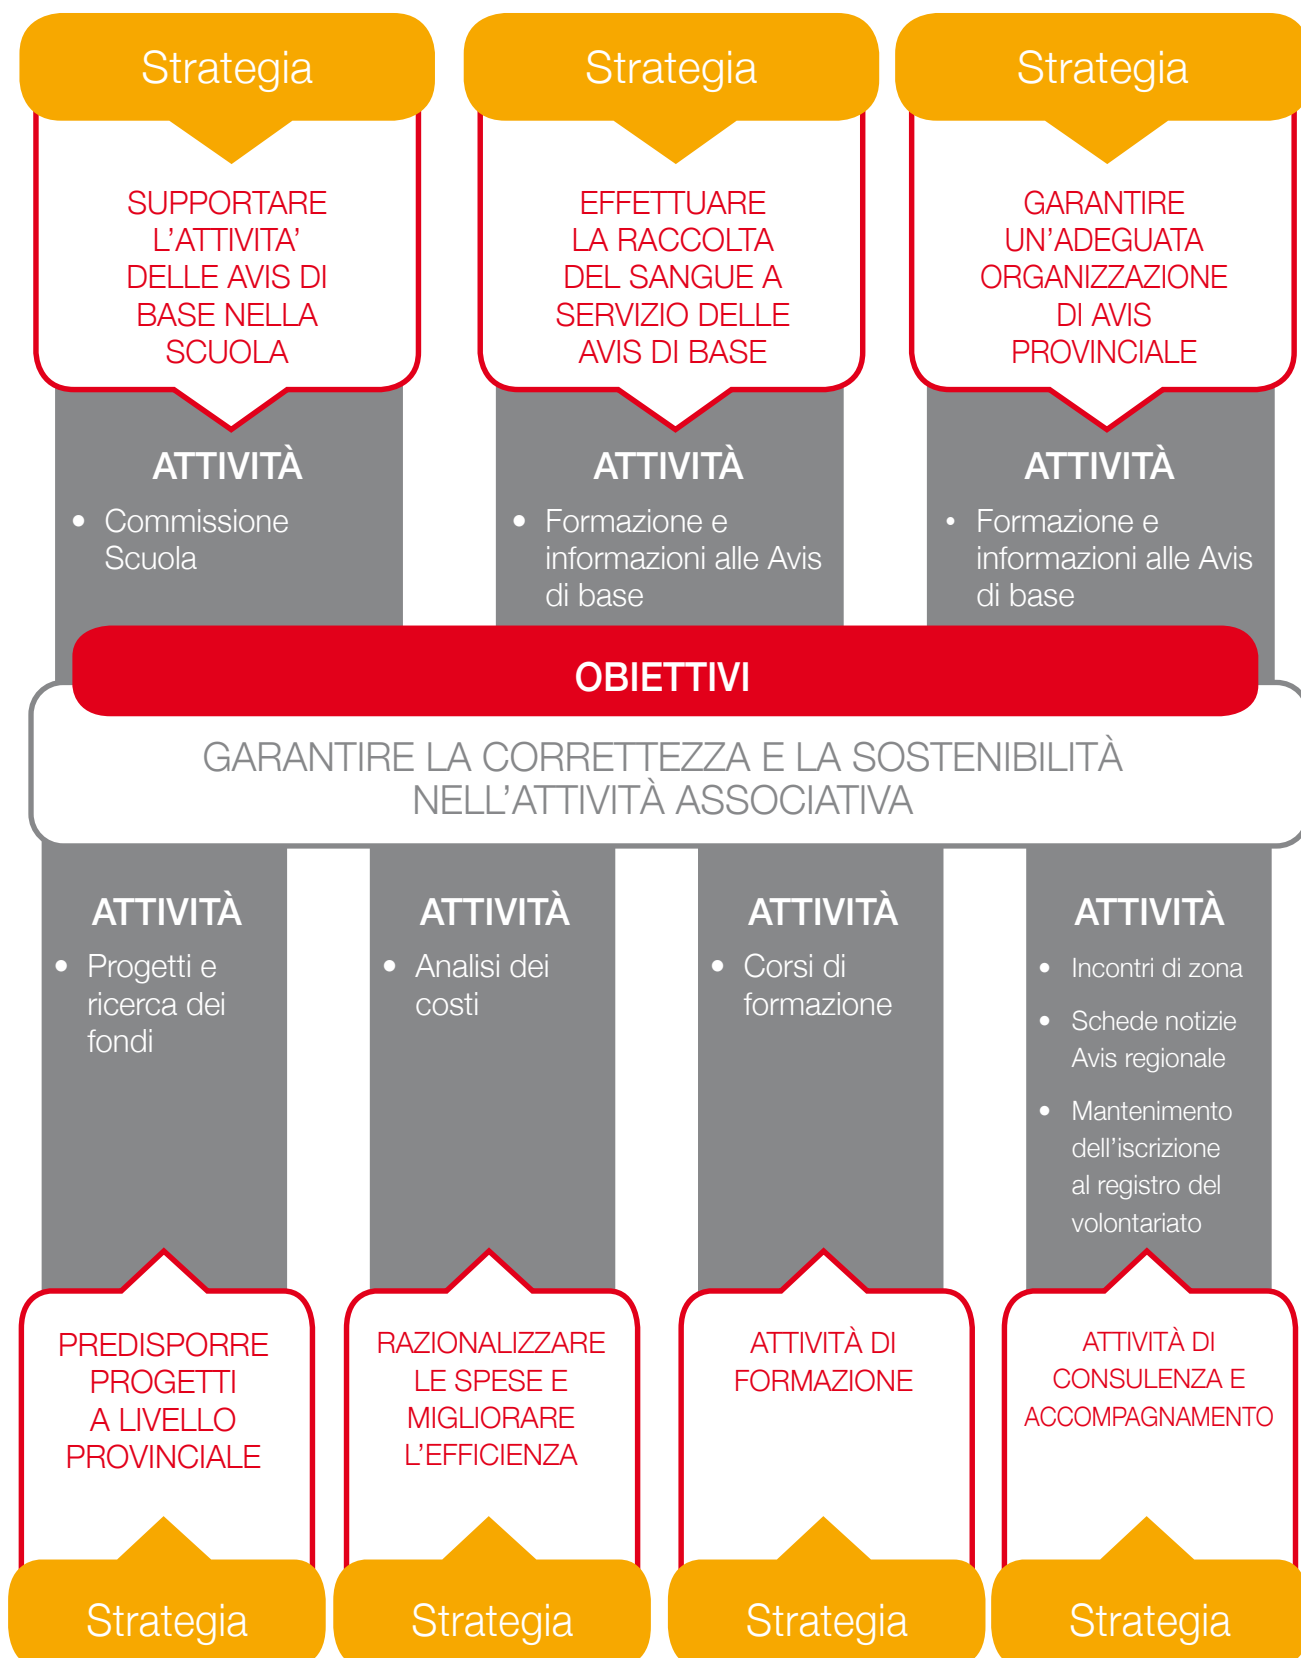 Strategia
SUPPORTARE
L'ATTIVITA'
DELLE AVIS DI
BASE NELLA
SCUOLA
ATTIVITÀ
• Commissione
Scuola
Strategia
EFFETTUARE
LA RACCOLTA
DEL SANGUE A
SERVIZIO DELLE
AVIS DI BASE
ATTIVITÀ
• Formazione e
informazioni alle Avis
di base
Strategia
GARANTIRE
UN'ADEGUATA
ORGANIZZAZIONE
DI AVIS
PROVINCIALE
ATTIVITÀ
• Formazione e
informazioni alle Avis
di base
OBIETTIVI
GARANTIRE LA CORRETTEZZA E LA SOSTENIBILITÀ
NELL'ATTIVITÀ ASSOCIATIVA
ATTIVITÀ
• Progetti e
ricerca dei
fondi
PREDISPORRE
PROGETTI
A LIVELLO
PROVINCIALE
Strategia
ATTIVITÀ
• Analisi dei
costi
RAZIONALIZZARE
LE SPESE E
MIGLIORARE
L'EFFICIENZA
Strategia
ATTIVITÀ
• Corsi di
formazione
ATTIVITÀ DI
FORMAZIONE
Strategia
ATTIVITÀ
• Incontri di zona
• Schede notizie
Avis regionale
• Mantenimento
dell'iscrizione
al registro del
volontariato
ATTIVITÀ DI
CONSULENZA E
ACCOMPAGNAMENTO
Strategia